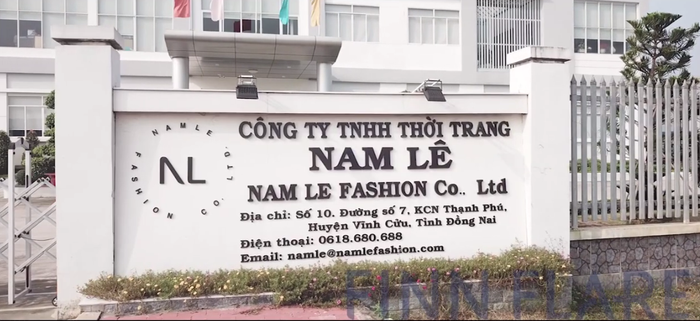 NAMLE
FASHION CO., LTD
NL
CÔNG TY TNHH THỜI TRANG
NAM LÊ
NAM LE FASHION Co., Ltd
Địa chỉ: Số 10, Đường số 7, KCN Thạnh Phú,
Huyện Vĩnh Cửu, Tỉnh Đồng Nai
Điện thoại: 0618.680.688
Email: namle@namlefashion.com
FINN FLARE